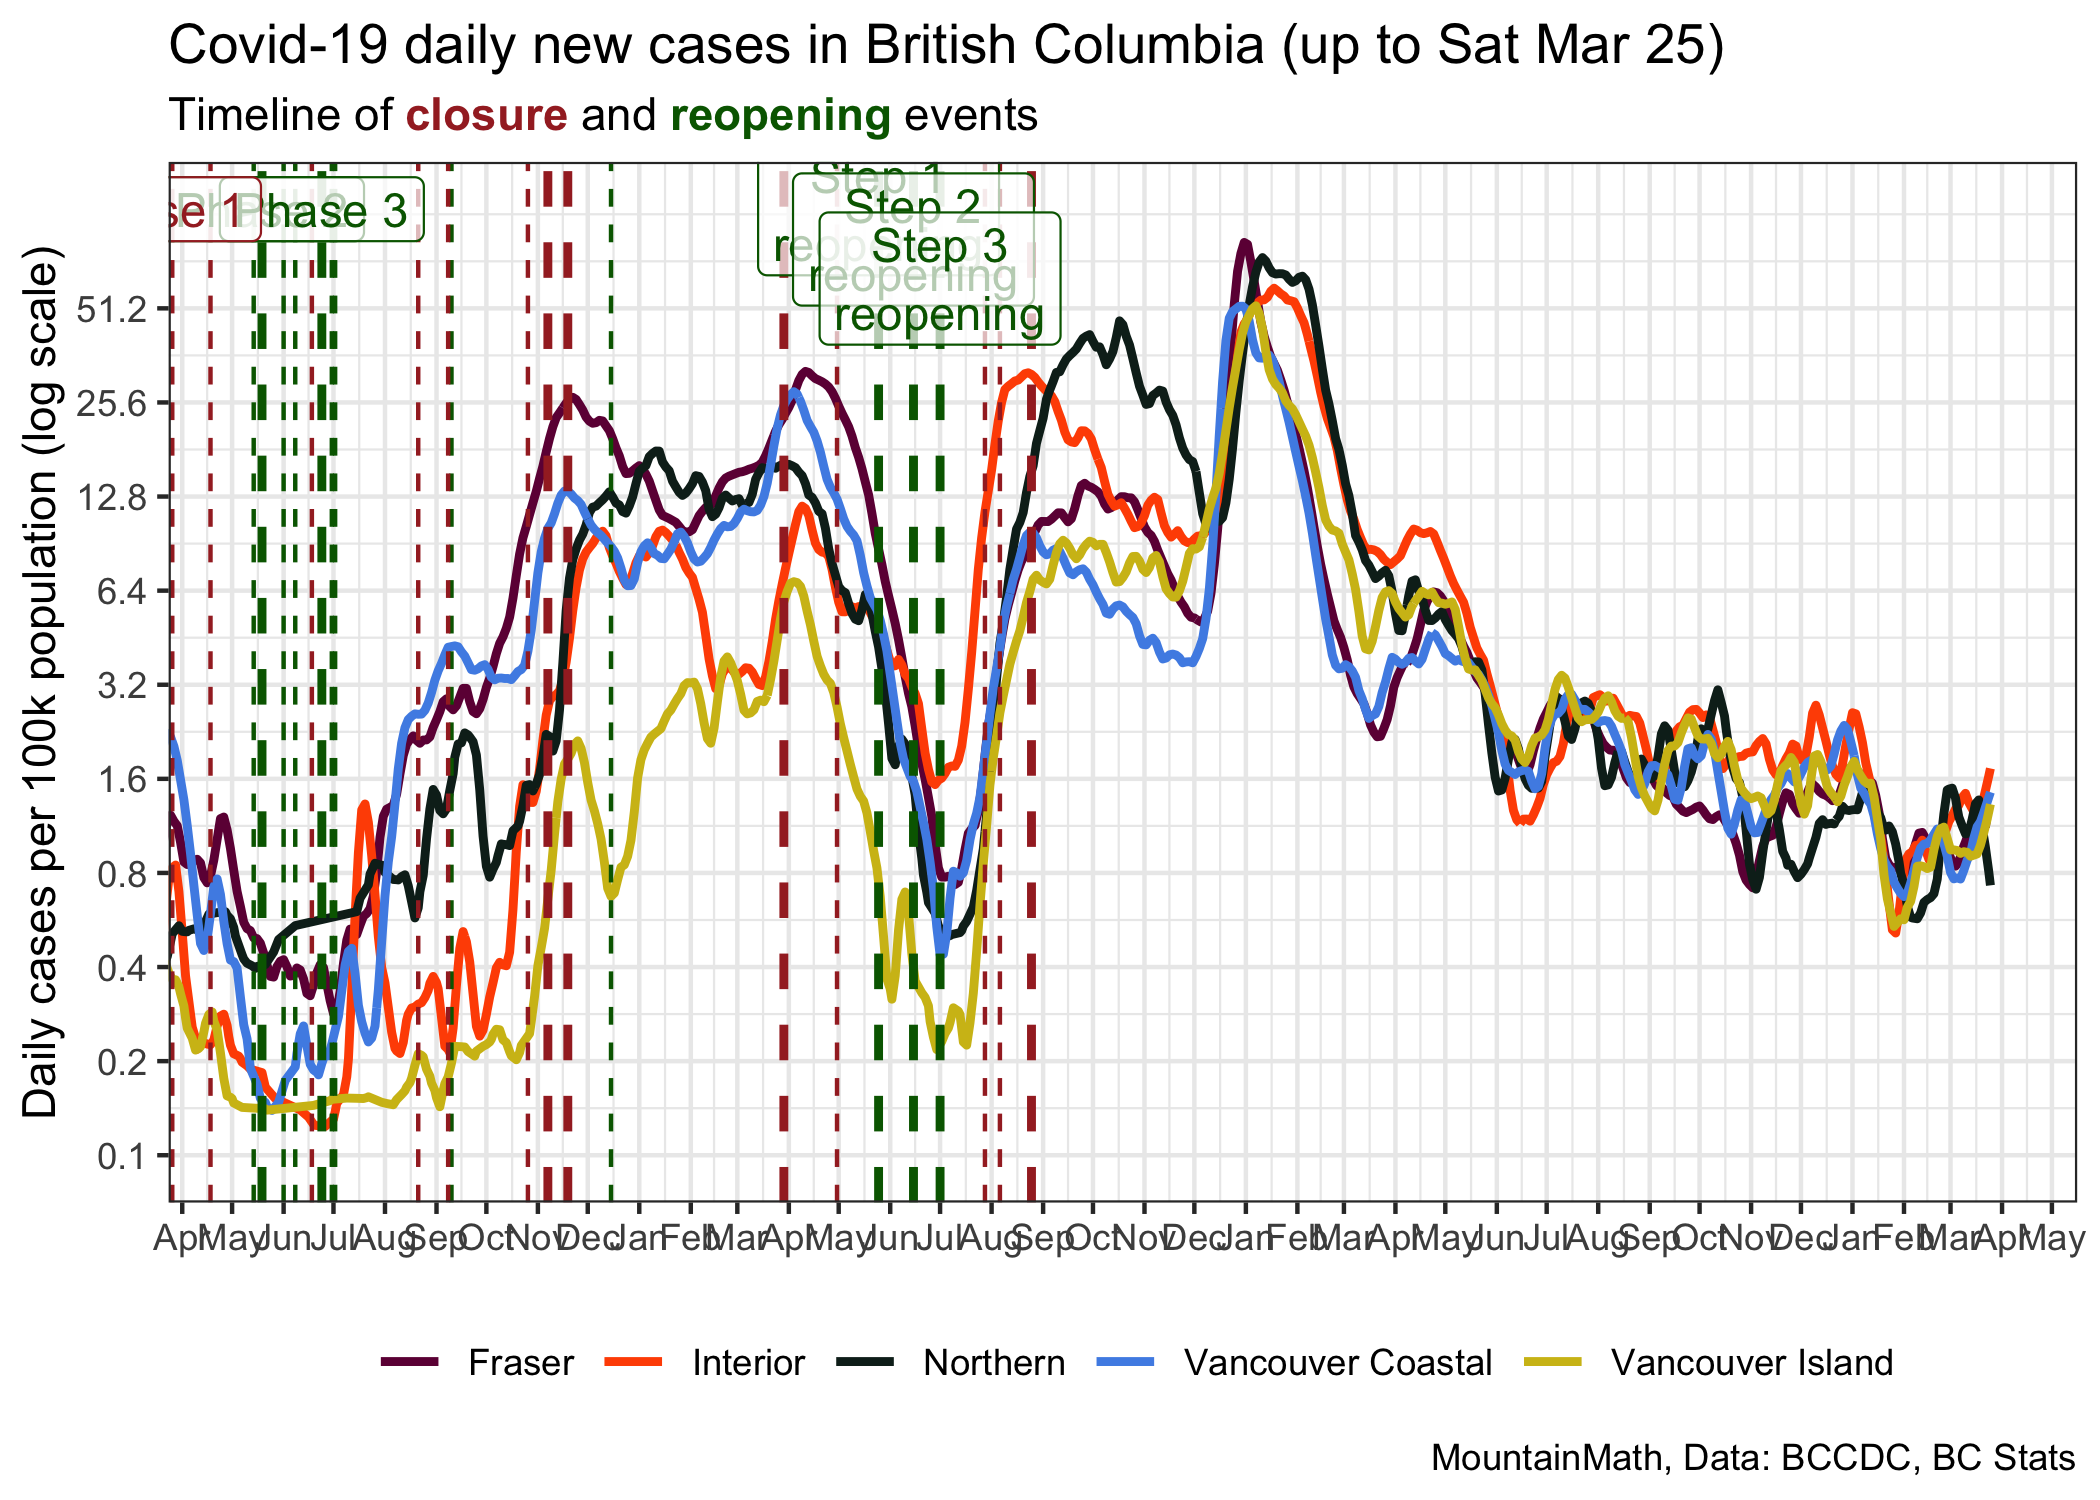 Covid-19 daily new cases in British Columbia (up to Sat Mar 25)
Timeline of closure and reopening events
se 1
Phase 3
Step 1
Step 2
Step 3
reopening
reopening
Daily cases per 100k population (log scale)
51.2
25.6
12.8
6.4
3.2
1.6
0.8
0.4
0.2
0.1
Apr May Jun Jul Aug Sep Oct Nov Dec Jan Feb Mar Apr May Jun Jul Aug Sep Oct Nov Dec Jan Feb Mar Apr May Jun Jul Aug Sep Oct Nov Dec Jan Feb Mar Apr May
Fraser Interior Northern Vancouver Coastal Vancouver Island
MountainMath, Data: BCCDC, BC Stats